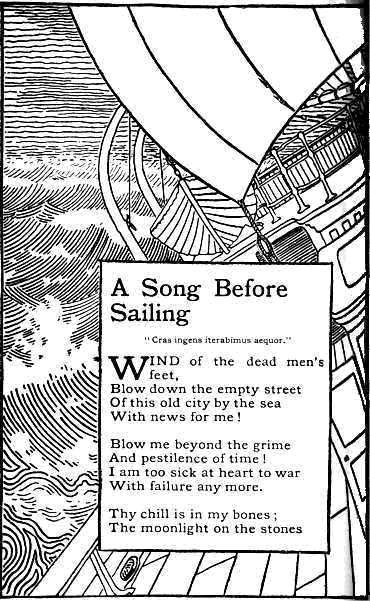 A Song Before
Sailing
"Cras ingens iterabimus aequor."
WIND of the dead men's
feet,
Blow down the empty street
Of this old city by the sea
With news for me!
Blow me beyond the grime
And pestilence of time!
I am too sick at heart to war
With failure any more.
Thy chill is in my bones;
The moonlight on the stones